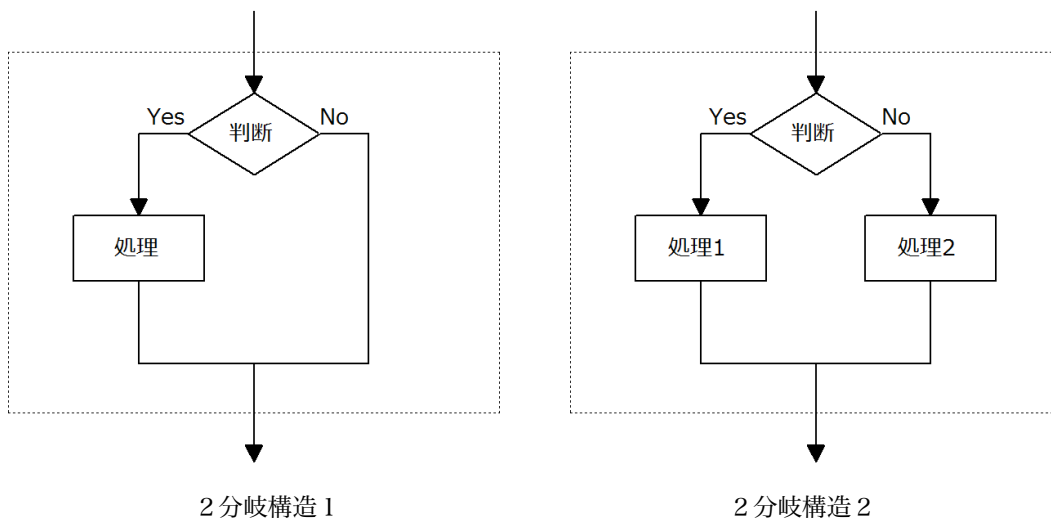 Yes
No
判断
処理
2分岐構造1
Yes
No
判断
処理1
処理2
2分岐構造2